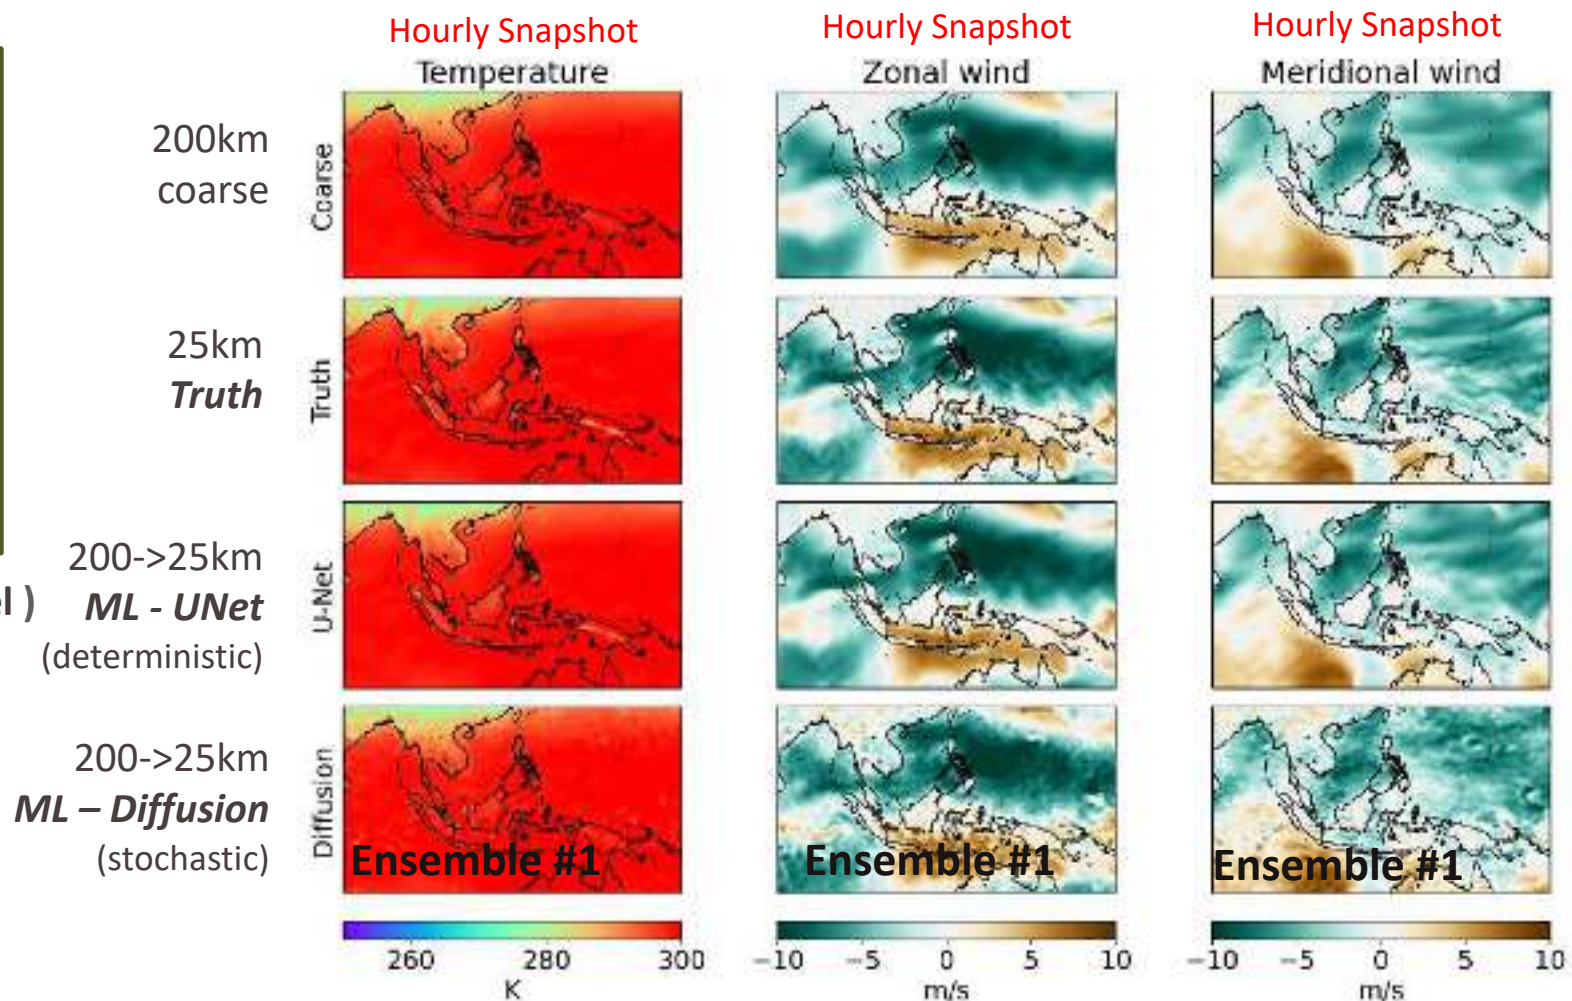 Hourly Snapshot
Hourly Snapshot
Hourly Snapshot
Temperature
Zonal wind
Meridional wind
200km
coarse
Coarse
25km
Truth
Truth
200->25km
el )
ML - UNet
(deterministic)
U-Net
200->25km
ML – Diffusion
(stochastic)
Diffusion
Ensemble #1
Ensemble #1
Ensemble #1
260 280 300
K
−10 −5 0 5 10
m/s
−10 −5 0 5 10
m/s